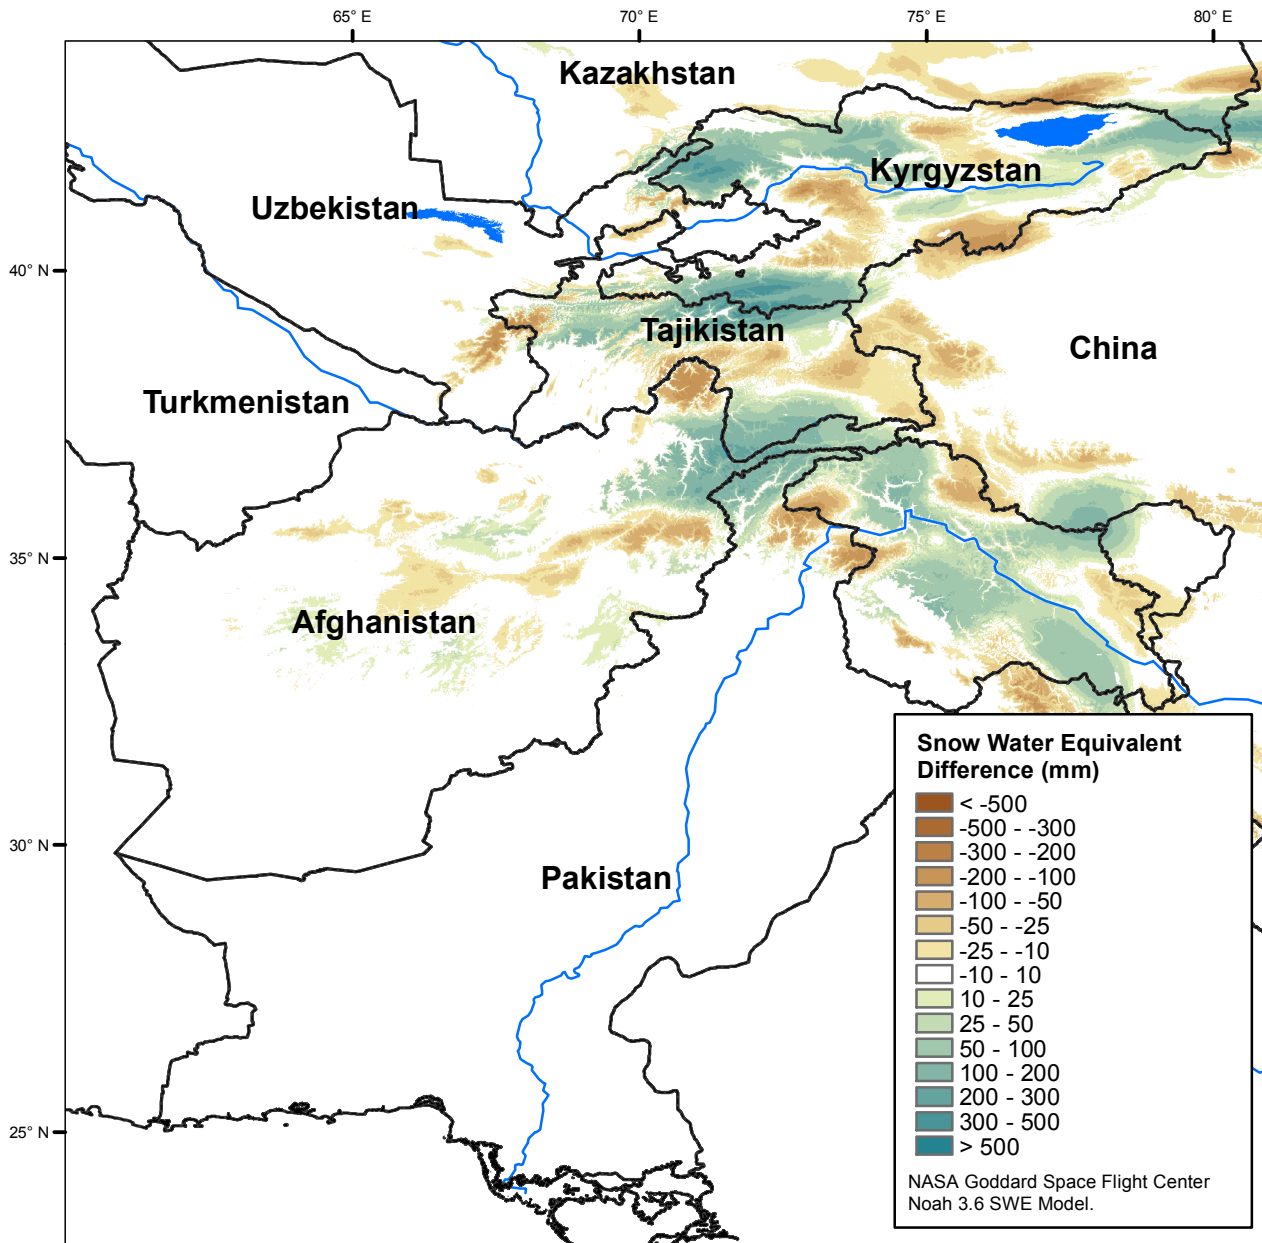 65° E
70° E
75° E
80° E
Kazakhstan
Kyrgyzstan
Uzbekistan
40° N
Tajikistan
China
Turkmenistan
35° N
Afghanistan
30° N
Pakistan
25° N
Snow Water Equivalent
Difference (mm)
< -500
-500 - -300
-300 - -200
-200 - -100
-100 - -50
-50 - -25
-25 - -10
-10 - 10
10 - 25
25 - 50
50 - 100
100 - 200
200 - 300
300 - 500
> 500
NASA Goddard Space Flight Center
Noah 3.6 SWE Model.